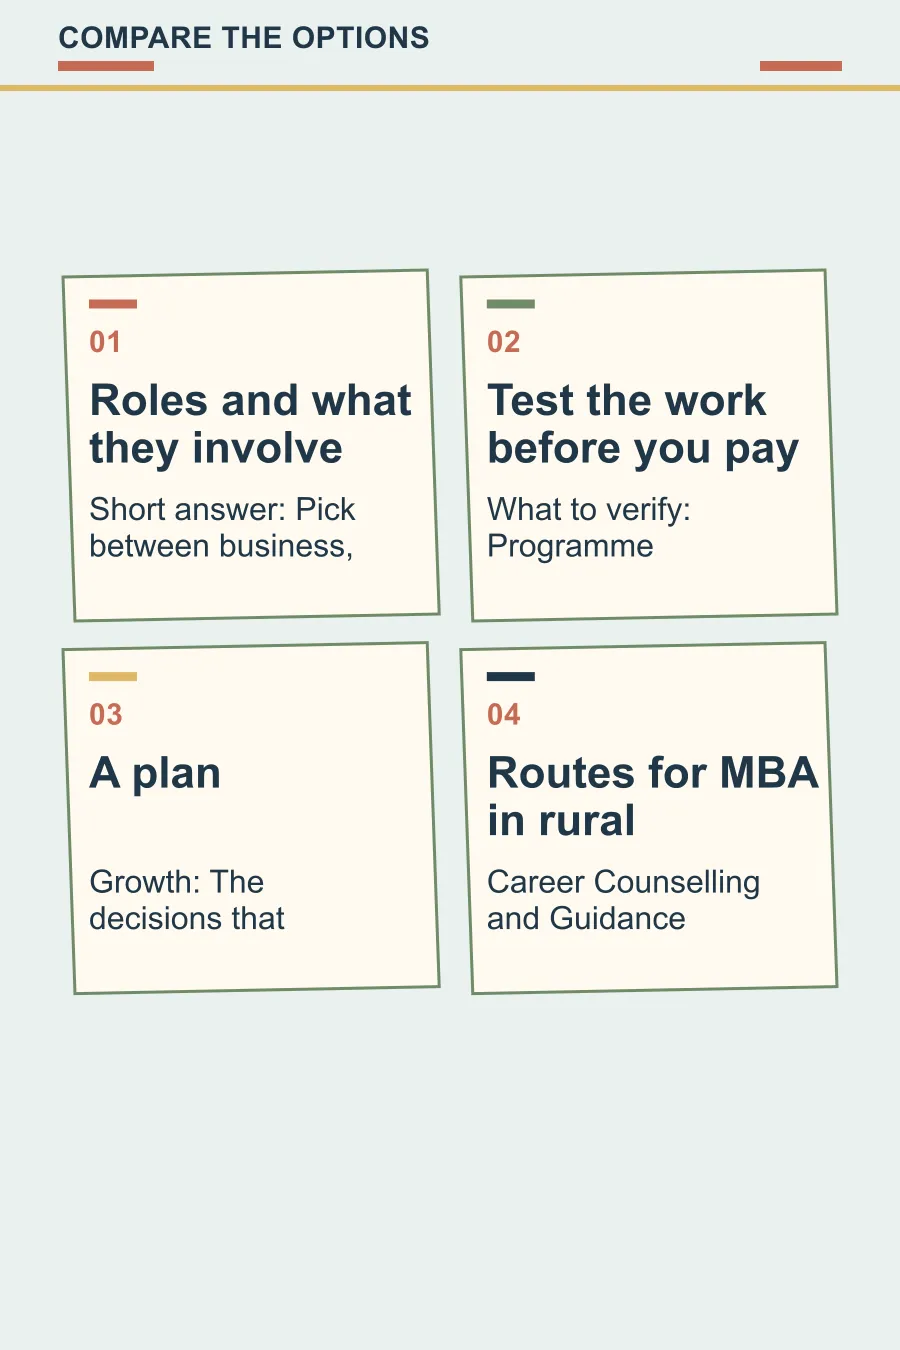 COMPARE THE OPTIONS
01
Roles and what
they involve
Short answer: Pick
between business,
02
Test the work
before you pay
What to verify:
Programme
03
A plan
Growth: The
decisions that
04
Routes for MBA
in rural
Career Counselling
and Guidance